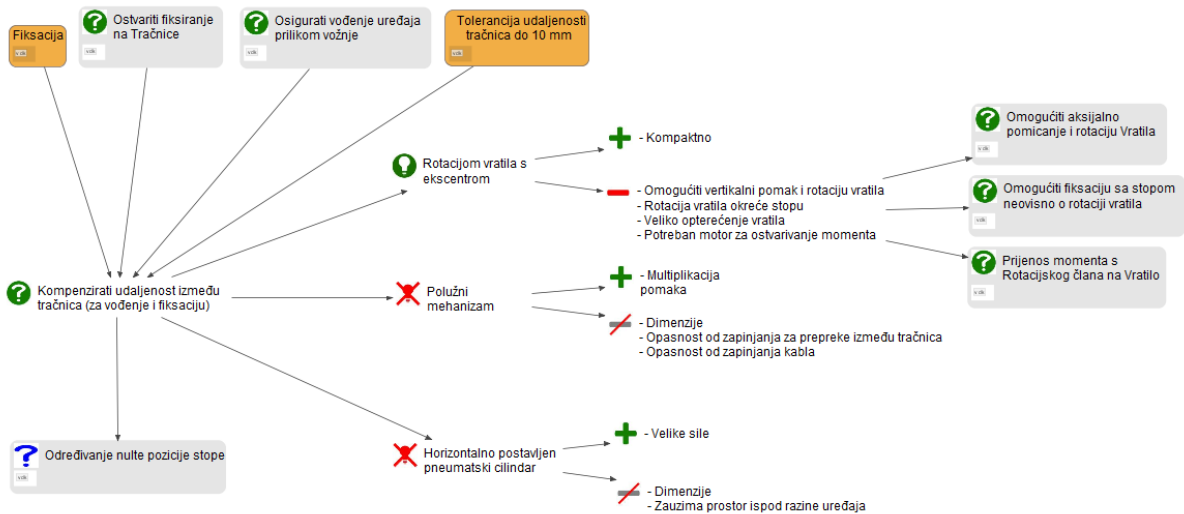 Fiksacija
Ostvariti fiksiranje
na Tračnice
Osigurati vođenje uređaja
prilikom vožnje
Tolerancija udaljenosti
tračnica do 10 mm
Rotacijom vratila s
ekscentrom
- Kompaktno
- Omogućiti vertikalni pomak i rotaciju vratila
- Rotacija vratila okreće stopu
- Veliko opterećenje vratila
- Potreban motor za ostvarivanje momenta
Omogućiti aksijalno
pomicanje i rotaciju Vratila
Omogućiti fiksaciju sa stopom
neovisno o rotaciji vratila
Prijenos momenta s
Rotacijskog člana na Vratilo
Kompenzirati udaljenost između
tračnica (za vođenje i fiksaciju)
Polužni
mehanizam
- Multiplikacija
pomaka
- Dimenzije
- Opasnost od zapinjanja za prepreke između tračnica
- Opasnost od zapinjanja kabla
Određivanje nulte pozicije stope
Horizontalno postavljen
pneumatski cilindar
- Velike sile
- Dimenzije
- Zauzima prostor ispod razine uređaja